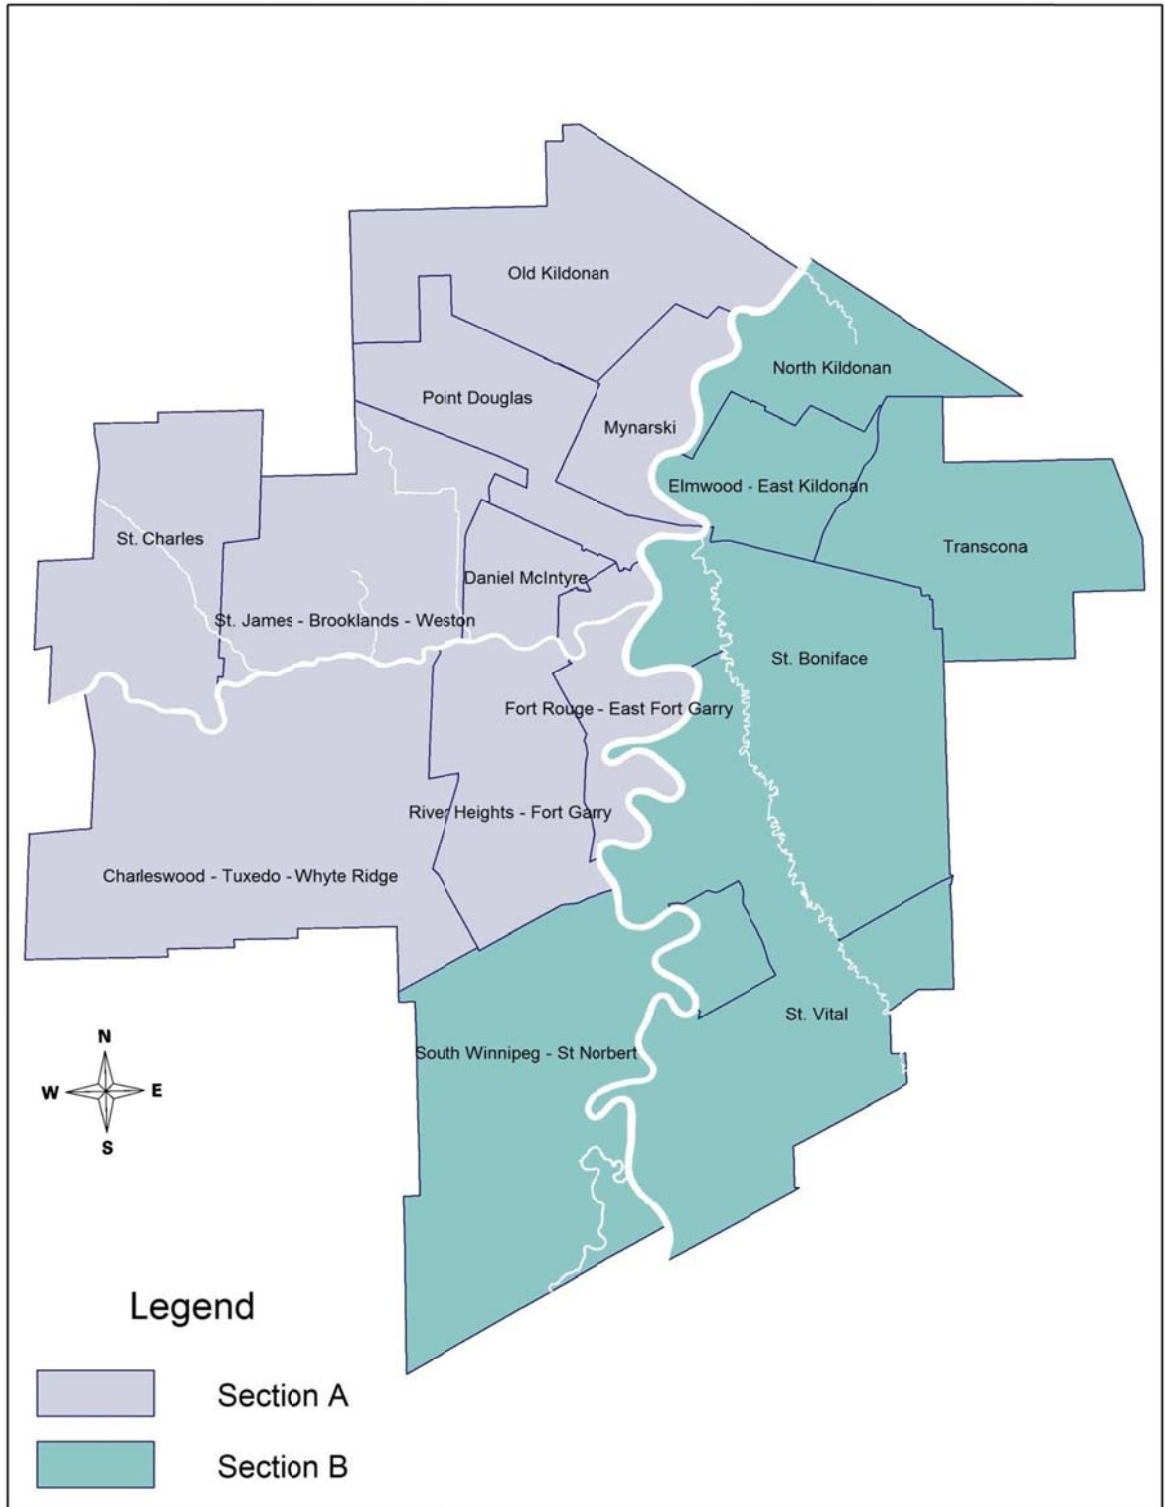 Old Kildonan
North Kildonan
Point Douglas
Mynarski
Elmwood - East Kildonan
St. Charles
Transcona
Daniel McIntyre
St. James - Brooklands - Weston
St. Boniface
Fort Rouge - East Fort Garry
River Heights - Fort Garry
Charleswood - Tuxedo - Whyte Ridge
St. Vital
N
South Winnipeg - St Norbert
W E
S
Legend
Section A
Section B